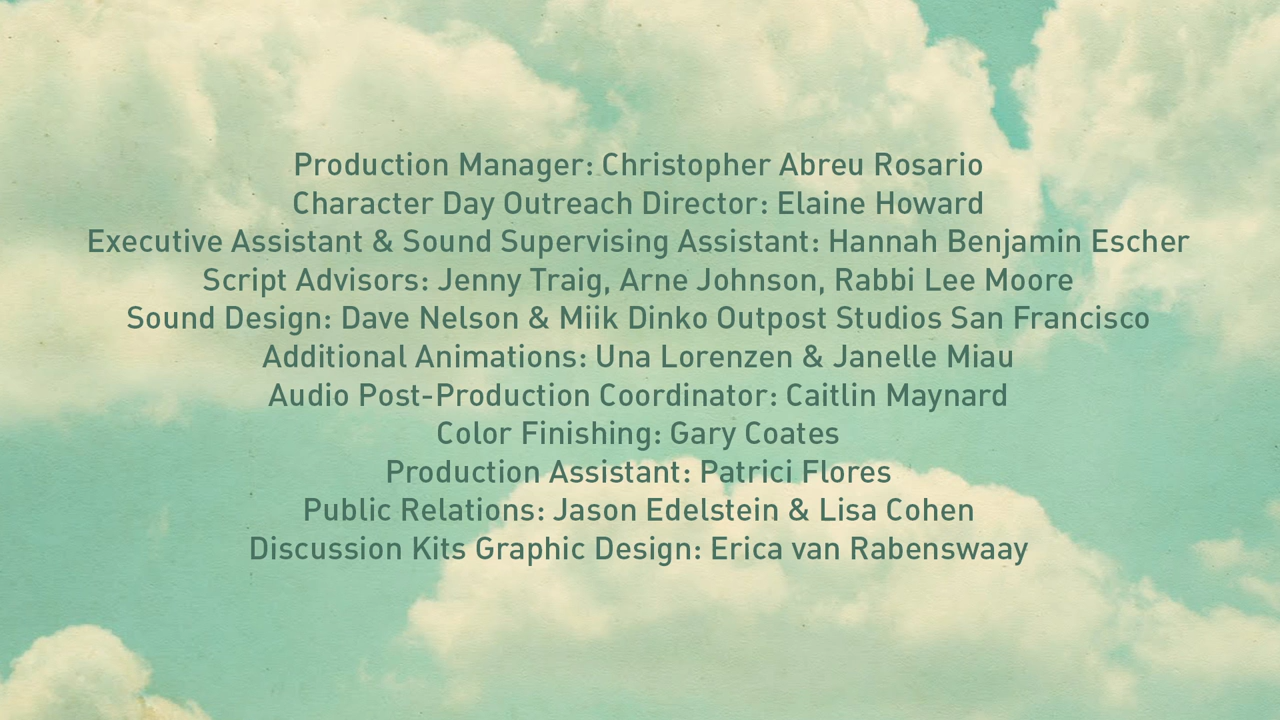 Production Manager: Christopher Abreu Rosario
Character Day Outreach Director: Elaine Howard
Executive Assistant & Sound Supervising Assistant: Hannah Benjamin Escher
Script Advisors: Jenny Traig, Arne Johnson, Rabbi Lee Moore
Sound Design: Dave Nelson & Miik Dinko Outpost Studios San Francisco
Additional Animations: Una Lorenzen & Janelle Miau
Audio Post-Production Coordinator: Caitlin Maynard
Color Finishing: Gary Coates
Production Assistant: Patrici Flores
Public Relations: Jason Edelstein & Lisa Cohen
Discussion Kits Graphic Design: Erica van Rabenswaay